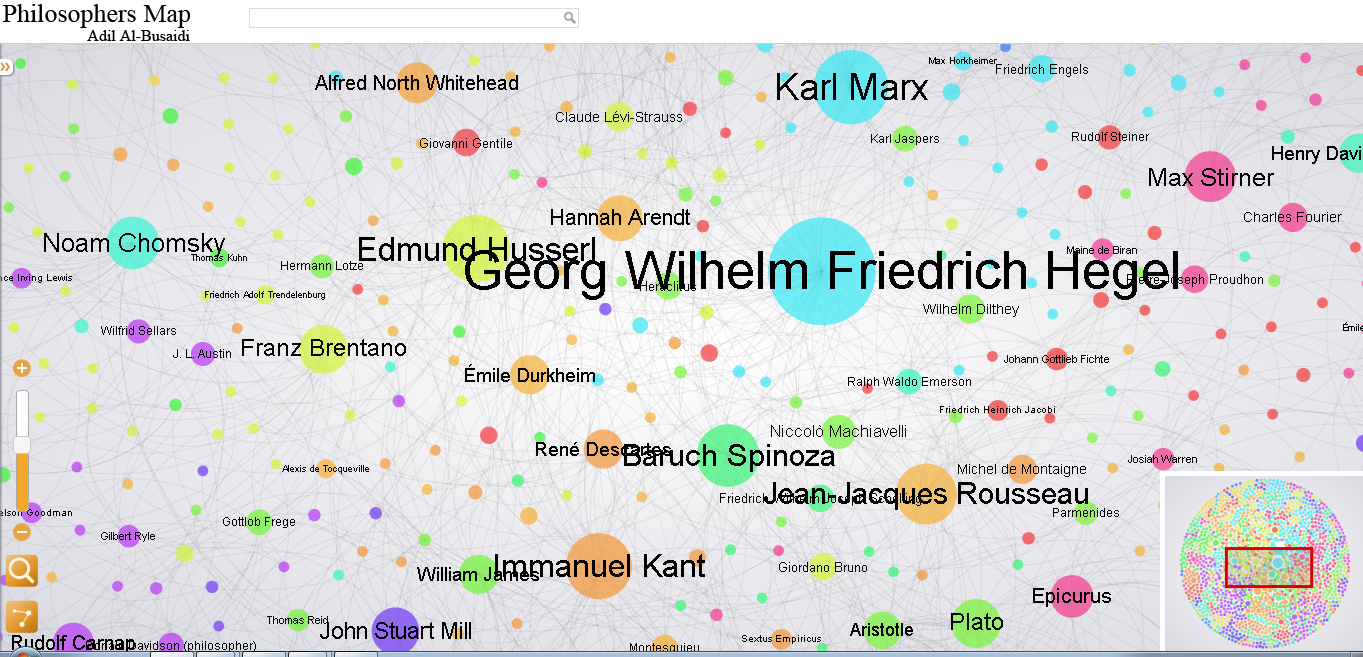 Philosophers Map
Adil Al-Busaidi
Max Horkheimer
Friedrich Engels
Alfred North Whitehead
Karl Marx
Claude Lévi-Strauss
Giovanni Gentile
Karl Jaspers
Rudolf Steiner
Henry Davi
Max Stirner
Hannah Arendt
Charles Fourier
Noam Chomsky
Edmund Husserl
Maine de Biran
Thomas Kuhn
Hermann Lotze
Georg Wilhelm Friedrich Hegel
nce Irving Lewis
Heraclitus
Pierre-Joseph Proudhon
Friedrich Adolf Trendelenburg
Wilhelm Dilthey
Émile
Wilfrid Sellars
J. L. Austin
Franz Brentano
Johann Gottlieb Fichte
Émile Durkheim
Ralph Waldo Emerson
Friedrich Heinrich Jacobi
Niccolò Machiavelli
René Descartes
Baruch Spinoza
Josiah Warren
Alexis de Tocqueville
Michel de Montaigne
Friedrich Wilhelm Joseph Schelling
Jean-Jacques Rousseau
elson Goodman
Parmenides
Gottlob Frege
Gilbert Ryle
Immanuel Kant
William James
Giordano Bruno
Epicurus
Thomas Reid
Plato
John Stuart Mill
Aristotle
Sextus Empiricus
Rudolf Carnap
Davidson (philosopher)
Montesquieu